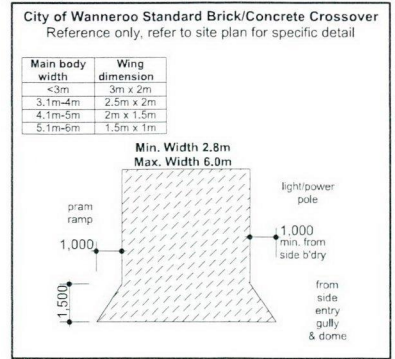 City of Wanneroo Standard Brick/Concrete Crossover
Reference only, refer to site plan for specific detail
Main body width Wing dimension
<3m 3m x 2m
3.1m-4m 2.5m x 2m
4.1m-5m 2m x 1.5m
5.1m-6m 1.5m x 1m
Min. Width 2.8m
Max. Width 6.0m
pram
ramp
1,000
light/power
pole
1,000
min. from
side b'dry
1,500
from
side
entry
gully
& dome